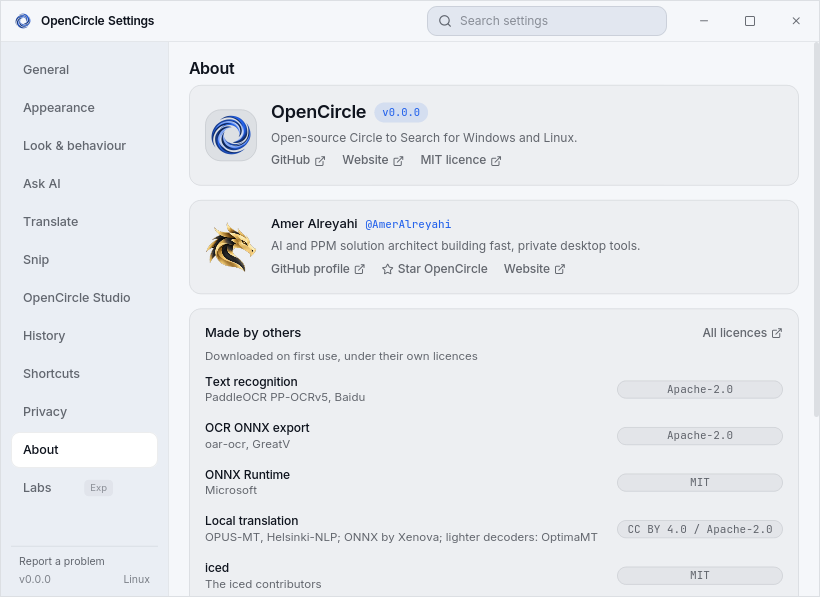 OpenCircle Settings
Search settings
General
Appearance
Look & behaviour
Ask AI
Translate
Snip
OpenCircle Studio
History
Shortcuts
Privacy
About
Labs Exp
Report a problem
v0.0.0 Linux
About
OpenCircle v0.0.0
Open-source Circle to Search for Windows and Linux.
GitHub Website MIT licence
Amer Alreyahi @AmerAlreyahi
AI and PPM solution architect building fast, private desktop tools.
GitHub profile Star OpenCircle Website
Made by others All licences
Downloaded on first use, under their own licences
Text recognition
PaddleOCR PP-OCRv5, Baidu
Apache-2.0
OCR ONNX export
oar-ocr, GreatV
Apache-2.0
ONNX Runtime
Microsoft
MIT
Local translation
OPUS-MT, Helsinki-NLP; ONNX by Xenova; lighter decoders: OptimaMT
CC BY 4.0 / Apache-2.0
iced
The iced contributors
MIT